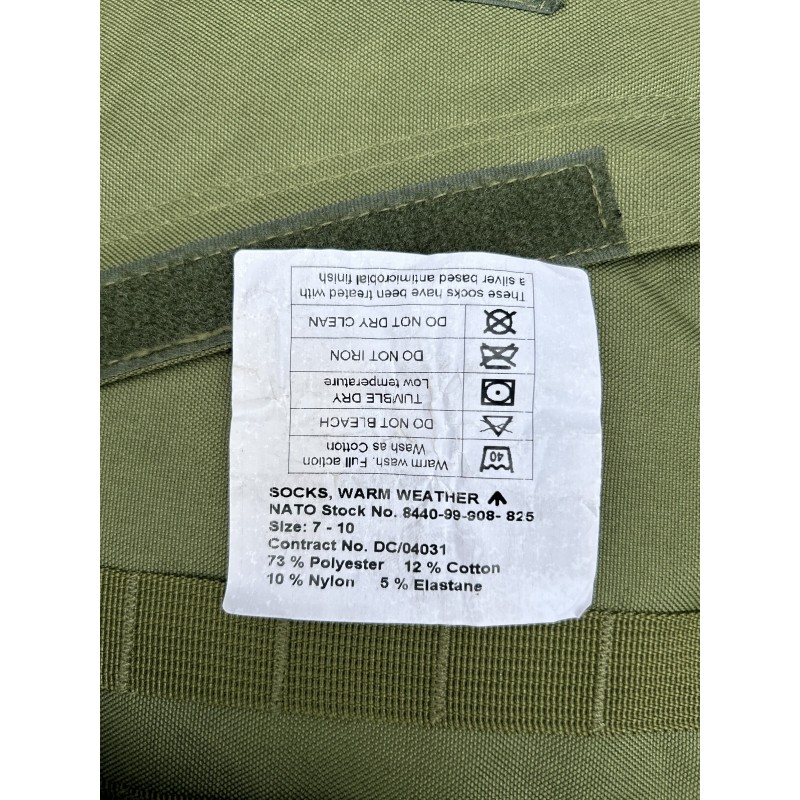 SOCKS, WARM WEATHER
NATO Stock No. 8440-99-908- 825
Size: 7 - 10
Contract No. DC/04031
73 % Polyester 12 % Cotton
10 % Nylon 5 % Elastane
40
Warm wash. Full action
Wash as Cotton
DO NOT BLEACH
TUMBLE DRY
Low temperature
DO NOT IRON
DO NOT DRY CLEAN
These socks have been treated with
a silver based antimicrobial finish